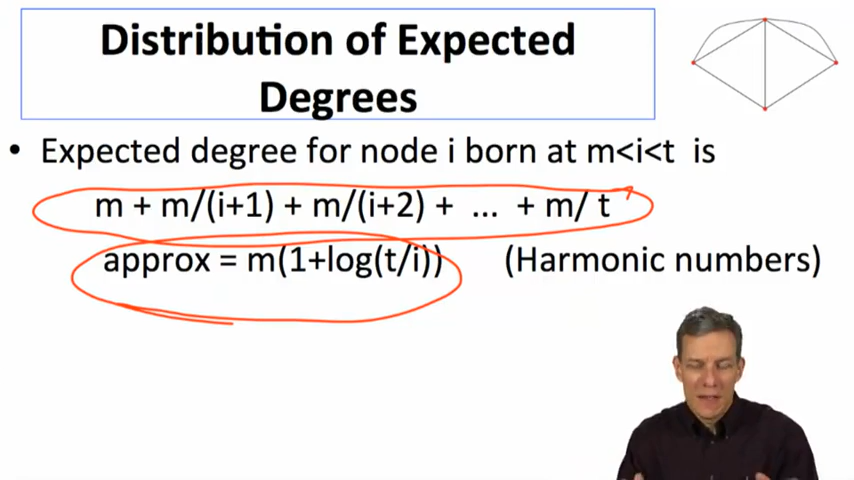 Distribution of Expected
Degrees
• Expected degree for node i born at m<i<t is
m + m/(i+1) + m/(i+2) + ... + m/ t
approx = m(1+log(t/i)) (Harmonic numbers)